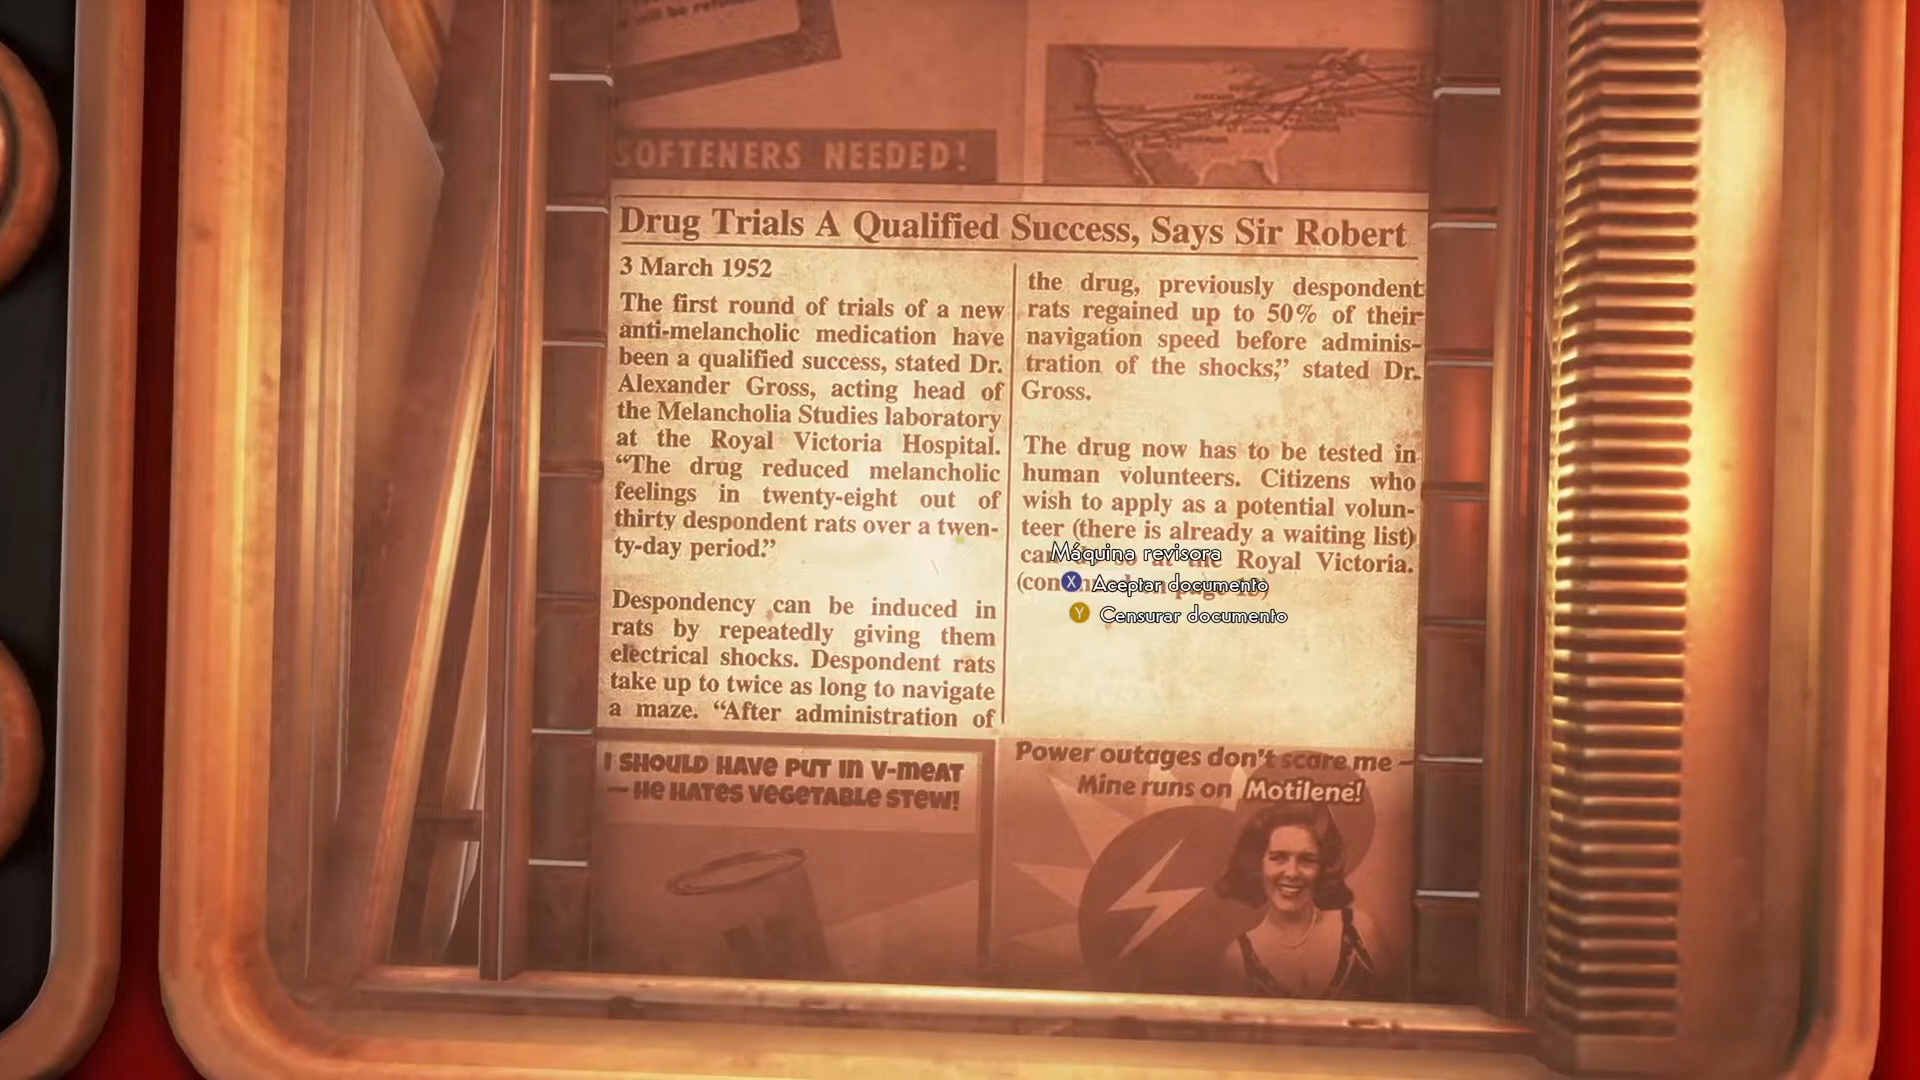 will be
SOFTENERS NEEDED!
Drug Trials A Qualified Success, Says Sir Robert
3 March 1952
The first round of trials of a new
anti-melancholic medication have
been a qualified success, stated Dr.
Alexander Gross, acting head of
the Melancholia Studies laboratory
at the Royal Victoria Hospital.
“The drug reduced melancholic
feelings in twenty-eight out of
thirty despondent rats over a twen-
ty-day period.”
Despondency can be induced in
rats by repeatedly giving them
electrical shocks. Despondent rats
take up to twice as long to navigate
a maze. “After administration of
the drug, previously despondent
rats regained up to 50% of their
navigation speed before adminis-
tration of the shocks,” stated Dr.
Gross.
The drug now has to be tested in
human volunteers. Citizens who
wish to apply as a potential volun-
teer (there is already a waiting list)
can so at the Royal Victoria.
Máquina revisora
X Aceptar documento
Y Censurar documento
I SHOULD HAVE PUT IN V-MEAT
— HE HATES VEGETABLE STEW!
Power outages don't scare me –
Mine runs on Motilene!